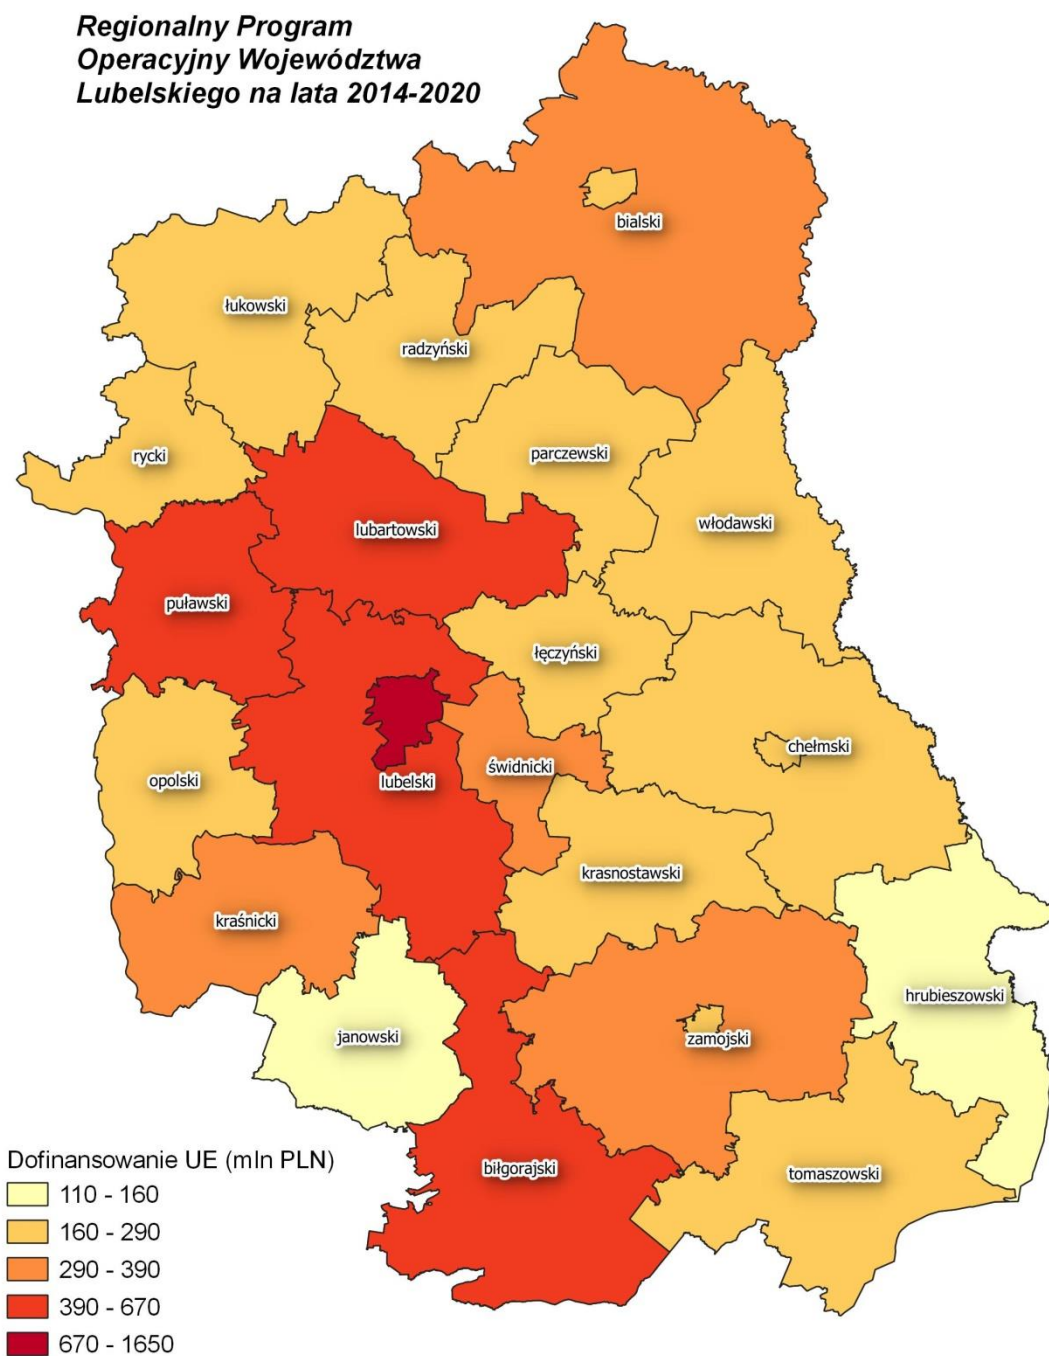 Regionalny Program
Operacyjny Województwa
Lubelskiego na lata 2014-2020
bialski
łukowski
radzyński
rycki
parczewski
włodawski
lubartowski
puławski
łęczyński
chełmski
świdnicki
opolski
lubelski
krasnostawski
kraśnicki
hrubieszowski
janowski
zamojski
biłgorajski
tomaszowski
Dofinansowanie UE (mln PLN)
110 - 160
160 - 290
290 - 390
390 - 670
670 - 1650